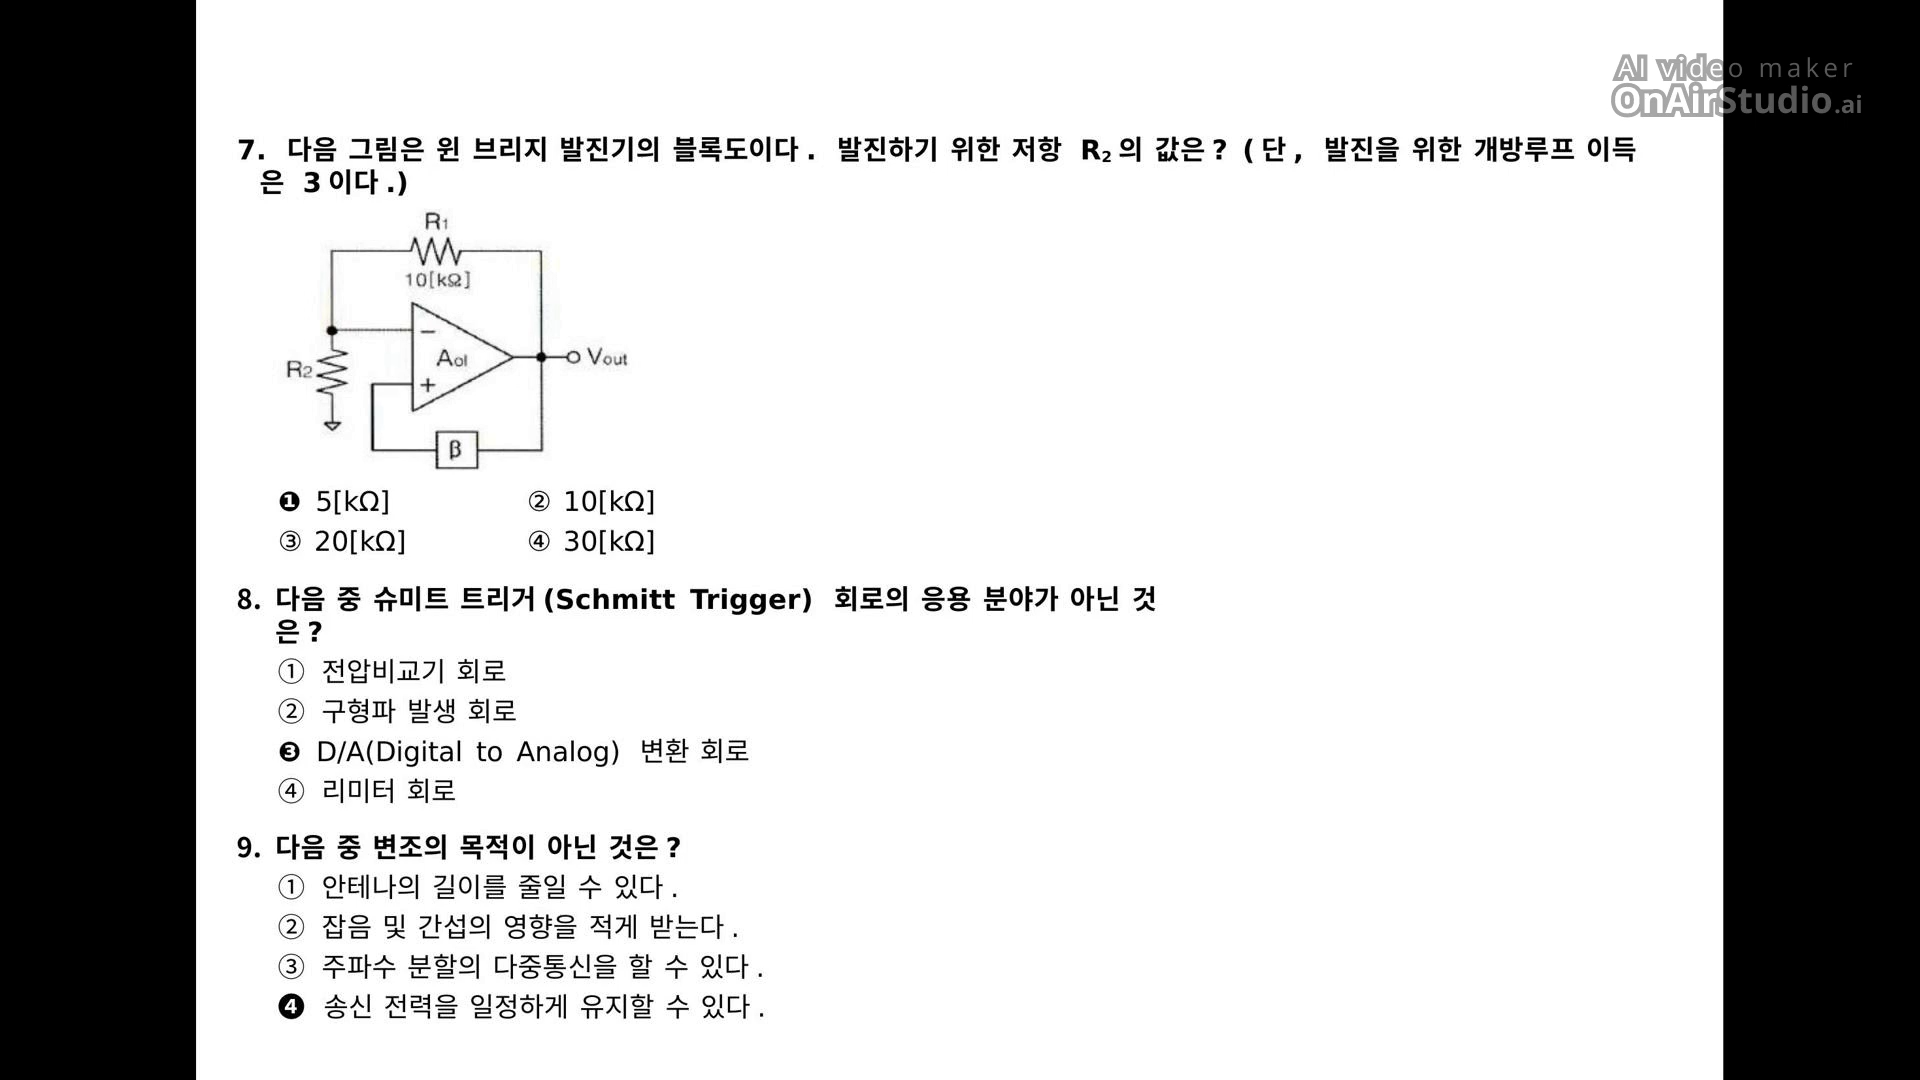 AI video maker
OnAirStudio.ai
7. 다음 그림은 윈 브리지 발진기의 블록도이다. 발진하기 위한 저항 R₂의 값은? (단, 발진을 위한 개방루프 이득
은 3이다.)
R1
10[kΩ]
−
Aol
Vout
R2
+
β
❶ 5[kΩ] ② 10[kΩ]
③ 20[kΩ] ④ 30[kΩ]
8. 다음 중 슈미트 트리거(Schmitt Trigger) 회로의 응용 분야가 아닌 것
은?
① 전압비교기 회로
② 구형파 발생 회로
❸ D/A(Digital to Analog) 변환 회로
④ 리미터 회로
9. 다음 중 변조의 목적이 아닌 것은?
① 안테나의 길이를 줄일 수 있다.
② 잡음 및 간섭의 영향을 적게 받는다.
③ 주파수 분할의 다중통신을 할 수 있다.
❹ 송신 전력을 일정하게 유지할 수 있다.